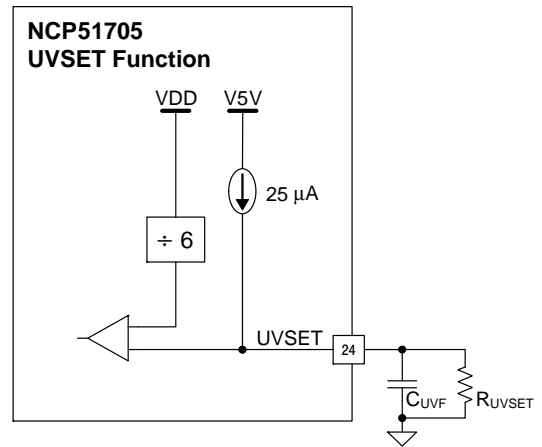 NCP51705
UVSET Function
VDD V5V
25 μA
÷ 6
UVSET 24
CUVF RUVSET